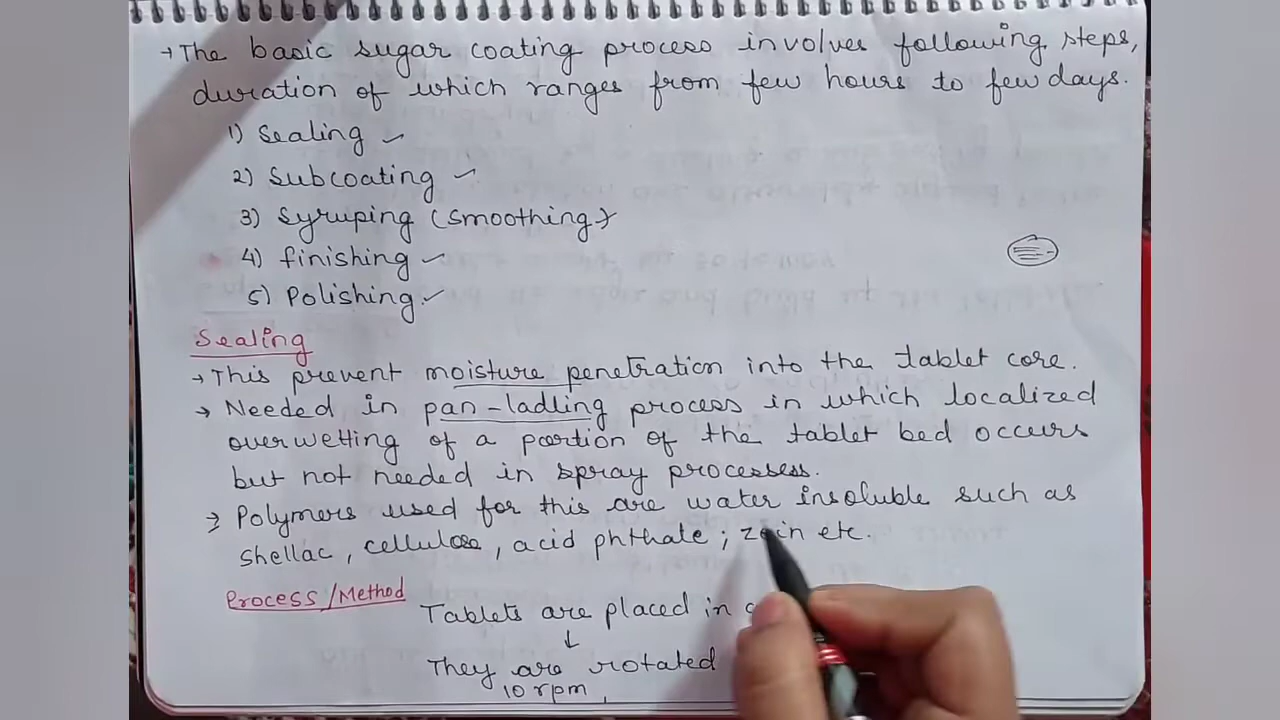 → The basic sugar coating process involves following steps,
duration of which ranges from few hours to few days.
1) Sealing
2) Subcoating
3) Syruping (Smoothing)
4) finishing
5) Polishing.
Sealing
→ This prevent moisture penetration into the tablet core.
→ Needed in pan-ladling process in which localized
overwetting of a portion of the tablet bed occurs
but not needed in spray processess.
→ Polymers used for this are water insoluble such as
shellac, cellulose, acid phthate; zein etc.
Process/Method
Tablets are placed in
↓
They are rotated
10 rpm,